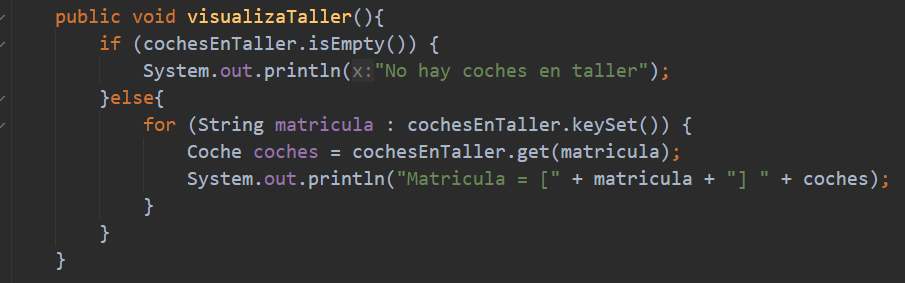 public void visualizaTaller(){
if (cochesEnTaller.isEmpty()) {
System.out.println(x:"No hay coches en taller");
}else{
for (String matricula : cochesEnTaller.keySet()) {
Coche coches = cochesEnTaller.get(matricula);
System.out.println("Matricula = [" + matricula + "] " + coches);
}
}
}